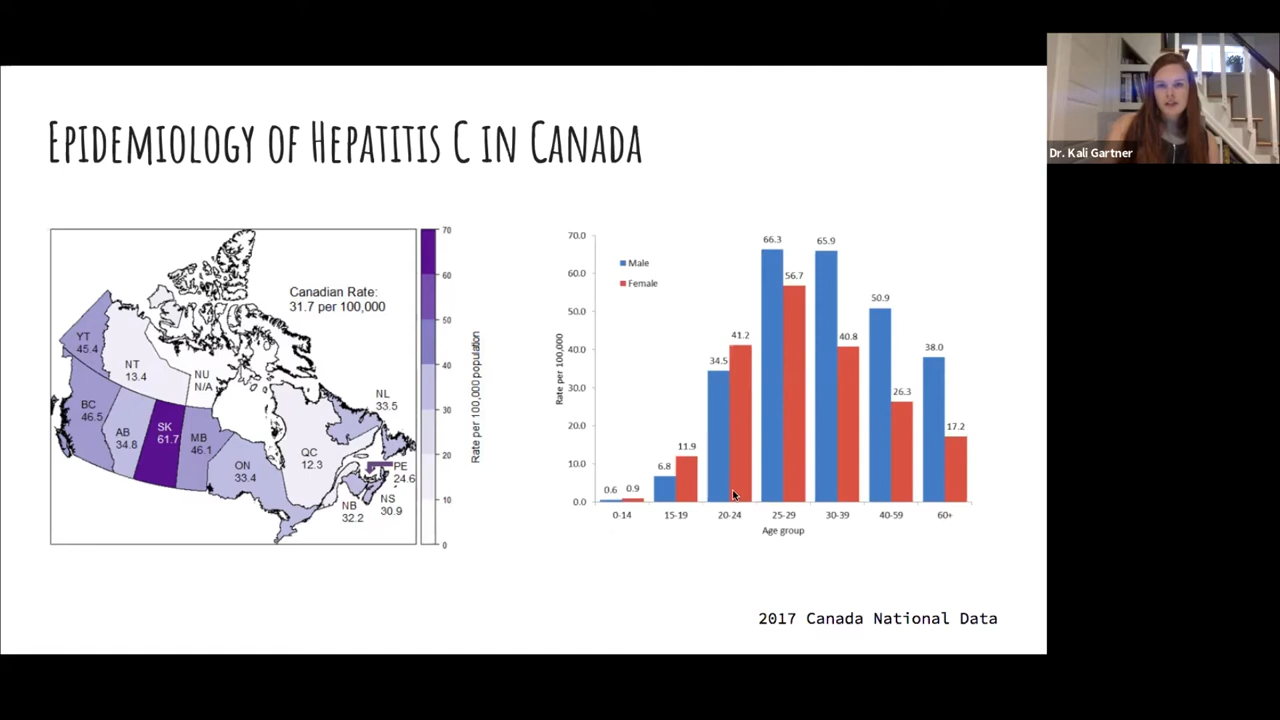 EPIDEMIOLOGY OF HEPATITIS C IN CANADA
Dr. Kali Gartner
Canadian Rate:
31.7 per 100,000
YT
45.4
NT
13.4
NU
N/A
BC
46.5
AB
34.8
SK
61.7
MB
46.1
ON
33.4
QC
12.3
NL
33.5
PE
24.6
NB
32.2
NS
30.9
70
60
50
40
30
20
10
0
Rate per 100,000 population
70.0
60.0
50.0
40.0
30.0
20.0
10.0
0.0
Rate per 100,000
Male
Female
0.6 0.9
6.8 11.9
34.5 41.2
66.3 56.7
65.9 40.8
50.9 26.3
38.0 17.2
0-14 15-19 20-24 25-29 30-39 40-59 60+
Age group
2017 Canada National Data